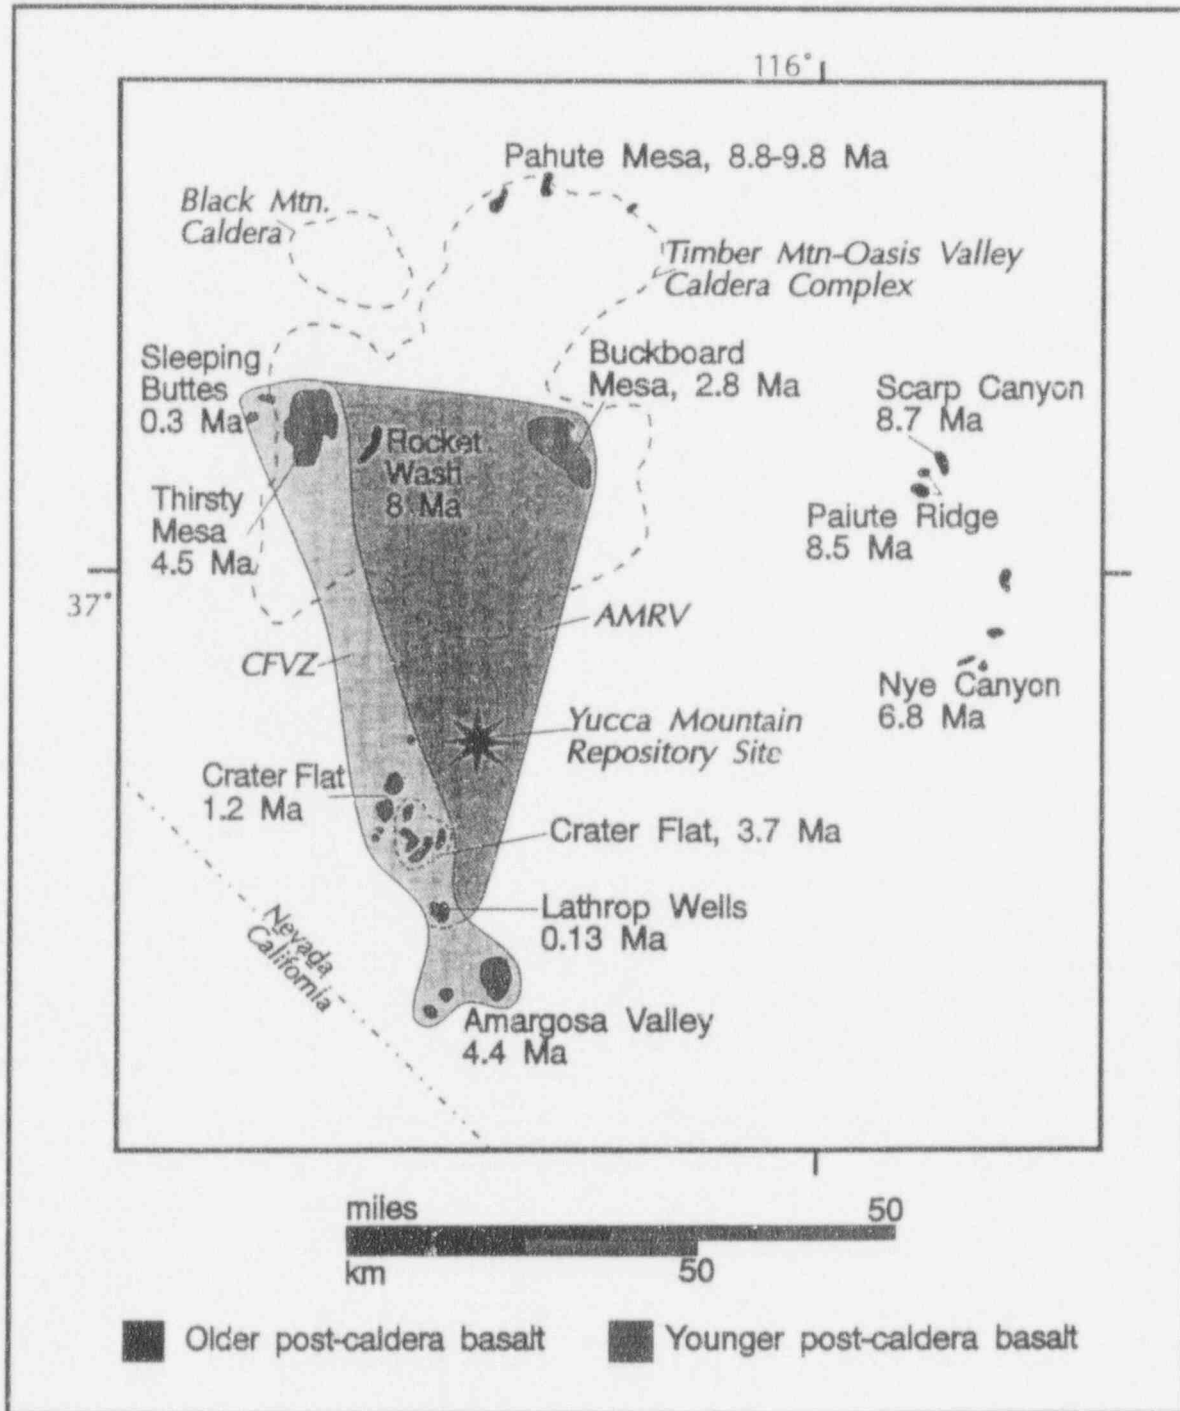 116°
Pahute Mesa, 8.8-9.8 Ma
Black Mtn.
Caldera
Timber Mtn-Oasis Valley
Caldera Complex
Sleeping
Buttes
0.3 Ma
Buckboard
Mesa, 2.8 Ma
Scarp Canyon
8.7 Ma
Rocket
Wash
8 Ma
Thirsty
Mesa
4.5 Ma
Paiute Ridge
8.5 Ma
37°
AMRV
CFVZ
Nye Canyon
6.8 Ma
Yucca Mountain
Repository Site
Crater Flat
1.2 Ma
Crater Flat, 3.7 Ma
Lathrop Wells
0.13 Ma
Nevada
California
Amargosa Valley
4.4 Ma
miles 50
km 50
Older post-caldera basalt
Younger post-caldera basalt